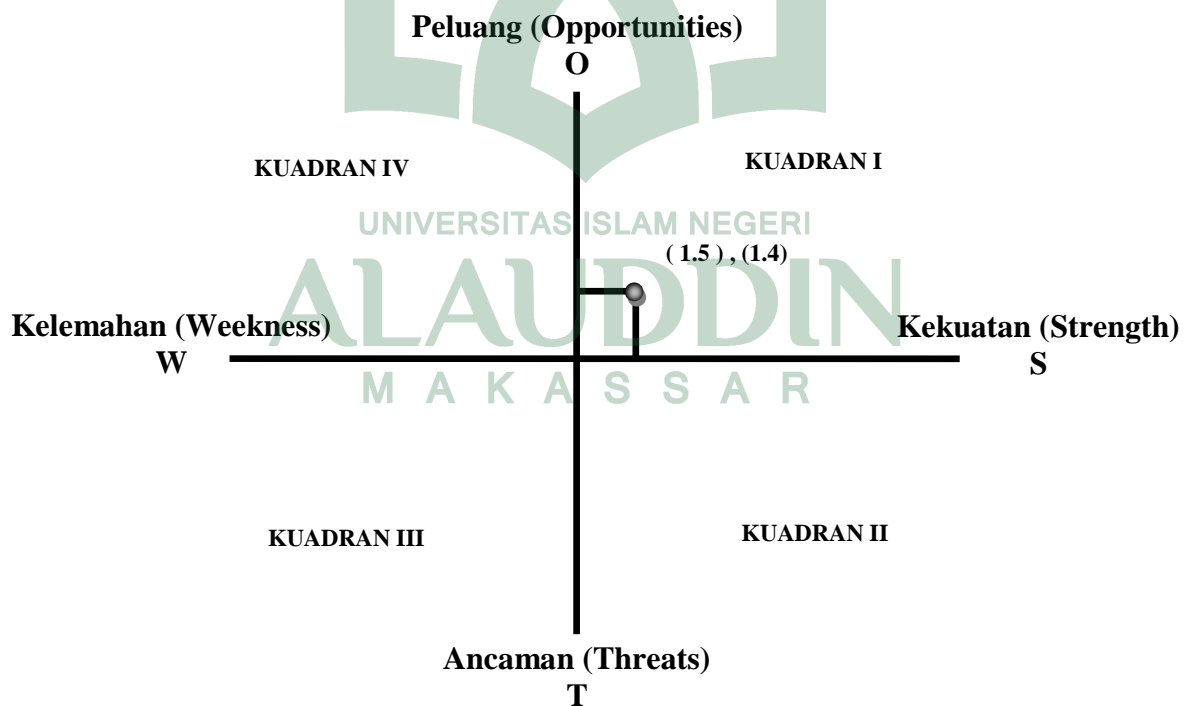 Peluang (Opportunities)
O
KUADRAN IV
KUADRAN I
UNIVERSITAS ISLAM NEGERI
( 1.5 ) , (1.4)
ALAUDDIN
Kelemahan (Weekness)
W
Kekuatan (Strength)
S
MAKASSAR
KUADRAN III
KUADRAN II
Ancaman (Threats)
T